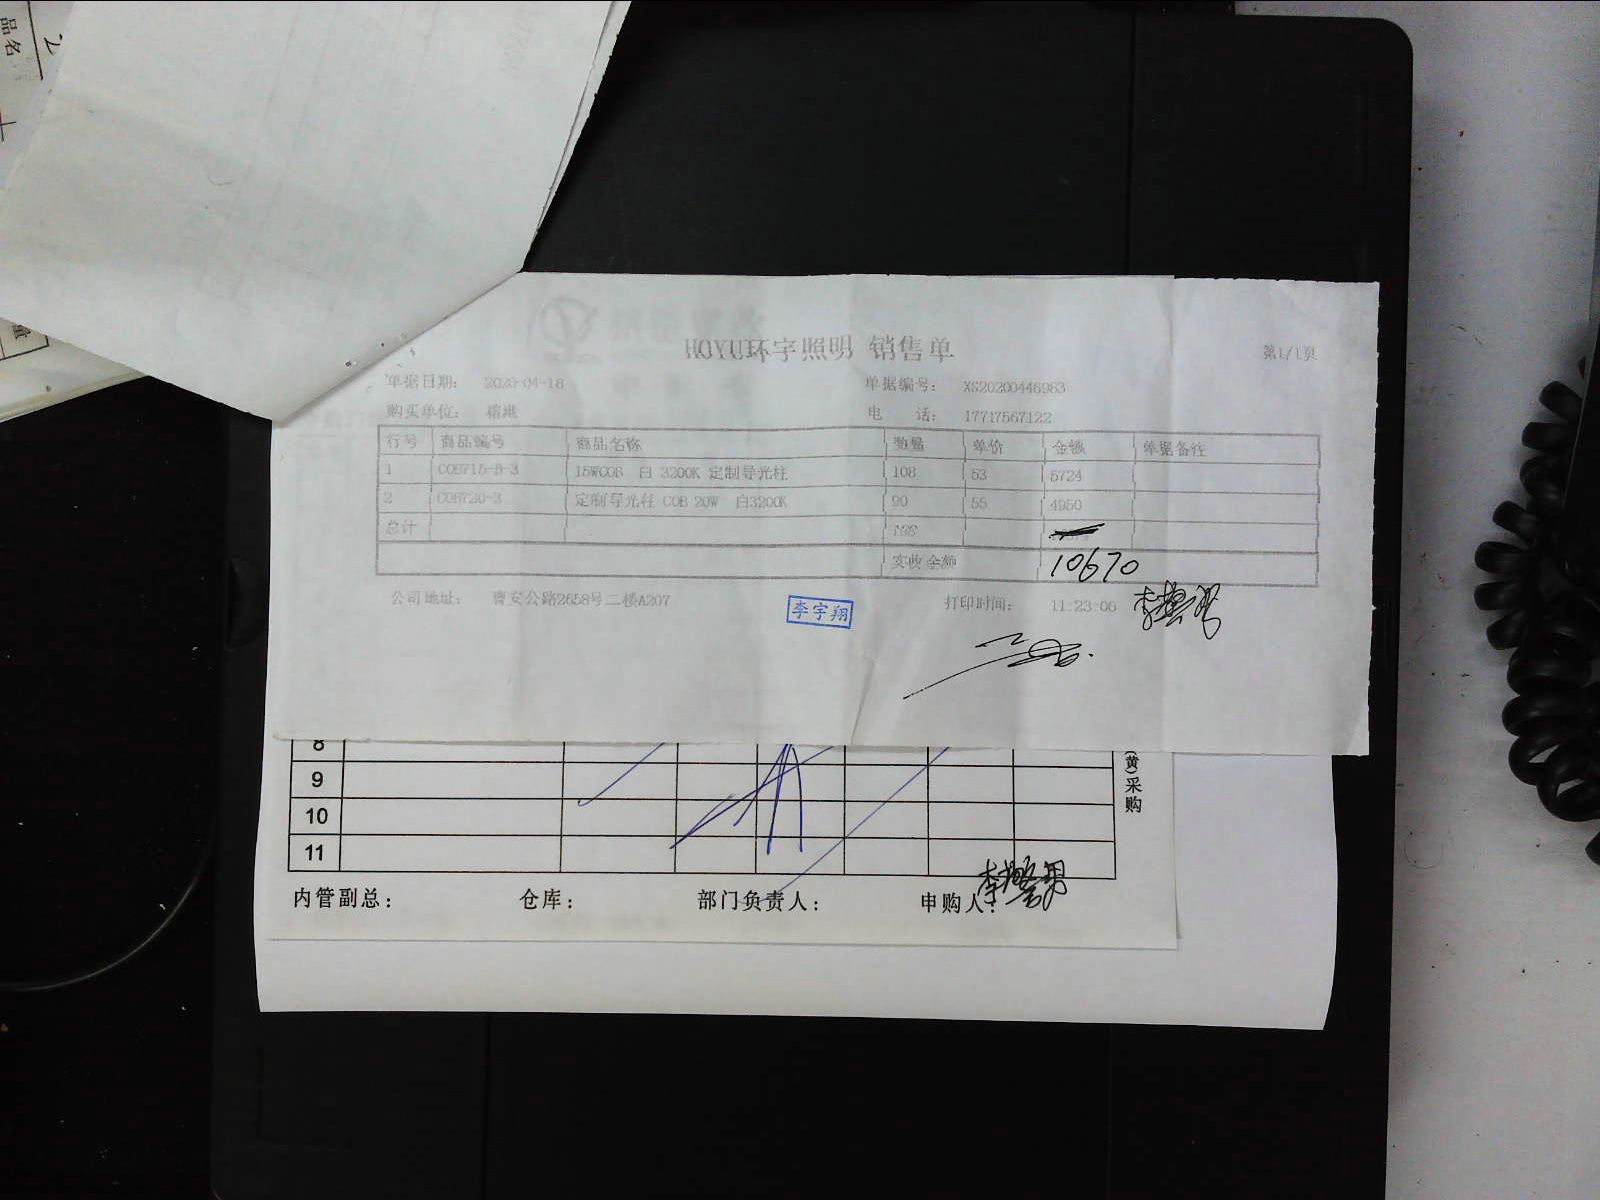 品名
2
HOYU环宇照明 销售单
第1/1页
单据日期: 2020-04-18 单据编号: XS20200446983
购买单位: 榕港 电 话: 17717567122
行号 商品编号 商品名称 数量 单价 金额 单据备注
1 COB715-B-3 15WCOB 白 3200K 定制导光柱 108 53 5724
2 COB720-3 定制导光柱 COB 20W 白3200K 90 55 4950
总计 198
实收金额 10670
公司地址: 曹安公路2658号二楼A207 打印时间: 11:23:06
李宇翔
8
9
10
11
(黄)采购
内管副总: 仓库: 部门负责人: 申购人: